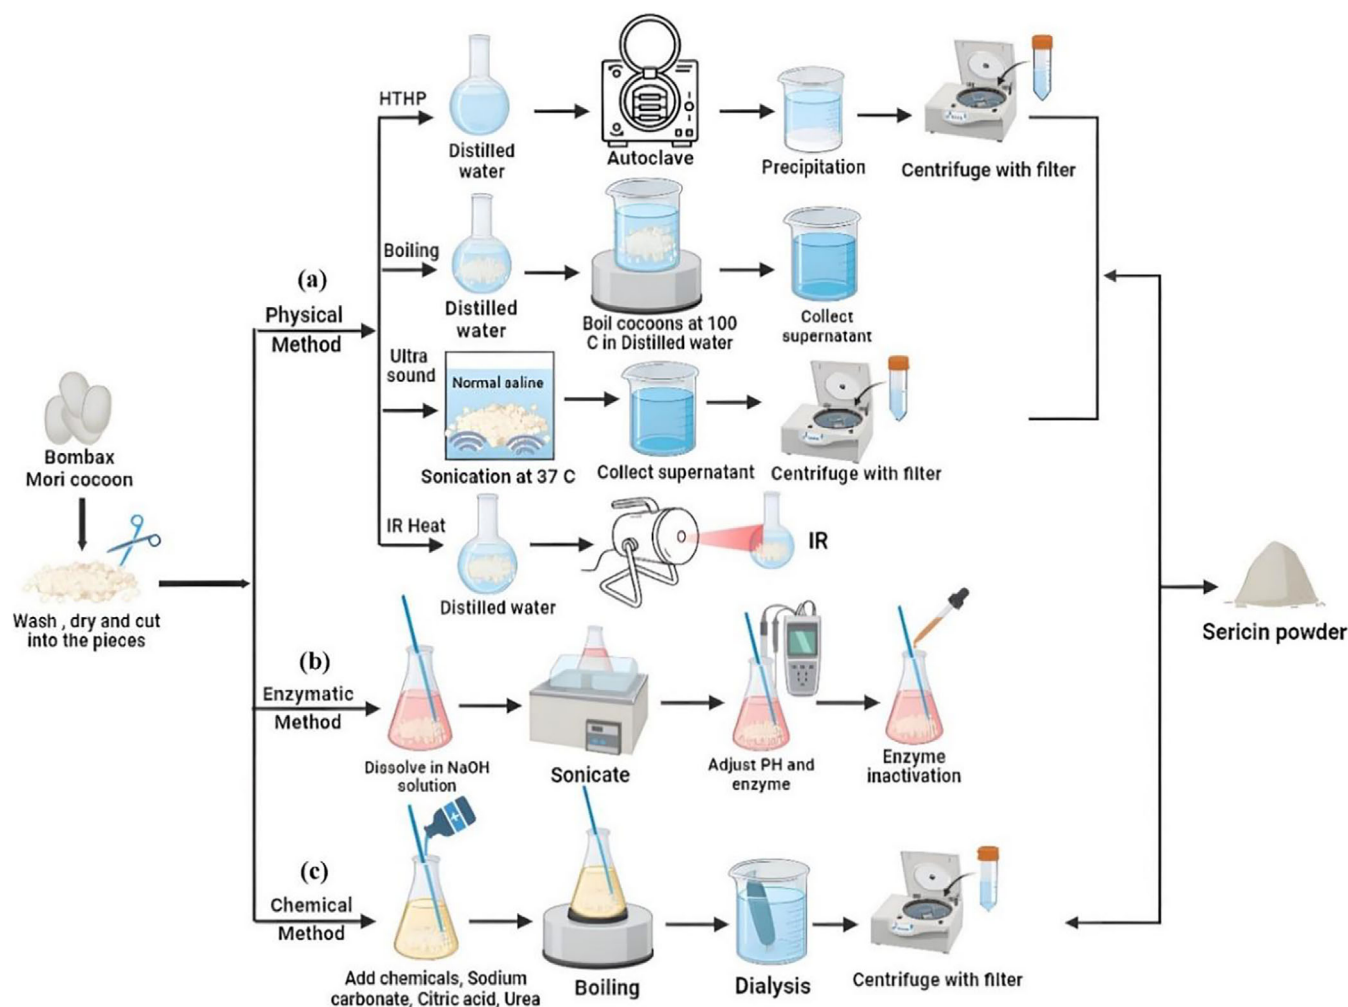 Bombax
Mori cocoon
Wash , dry and cut
into the pieces
(a)
Physical
Method
HTHP
Distilled
water
Autoclave
Precipitation
Centrifuge with filter
Boiling
Distilled
water
Boil cocoons at 100
C in Distilled water
Collect
supernatant
Ultra
sound
Normal saline
Sonication at 37 C
Collect supernatant
Centrifuge with filter
IR Heat
Distilled water
IR
(b)
Enzymatic
Method
Dissolve in NaOH
solution
Sonicate
Adjust PH and
enzyme
Enzyme
inactivation
(c)
Chemical
Method
Add chemicals, Sodium
carbonate, Citric acid, Urea
Boiling
Dialysis
Centrifuge with filter
Sericin powder